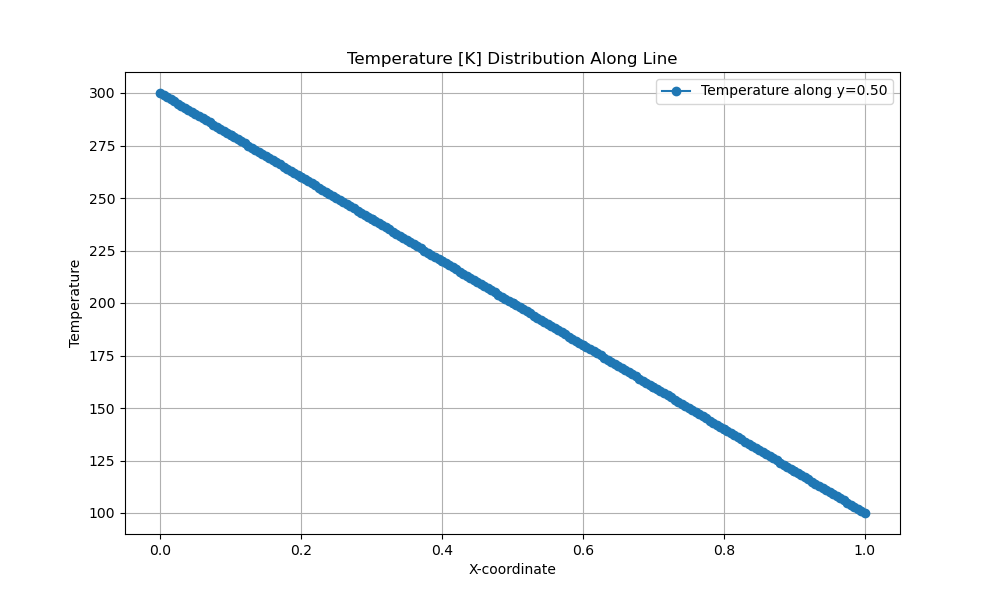 Temperature [K] Distribution Along Line
Temperature along y=0.50
300
275
250
225
200
175
150
125
100
Temperature
0.0 0.2 0.4 0.6 0.8 1.0
X-coordinate